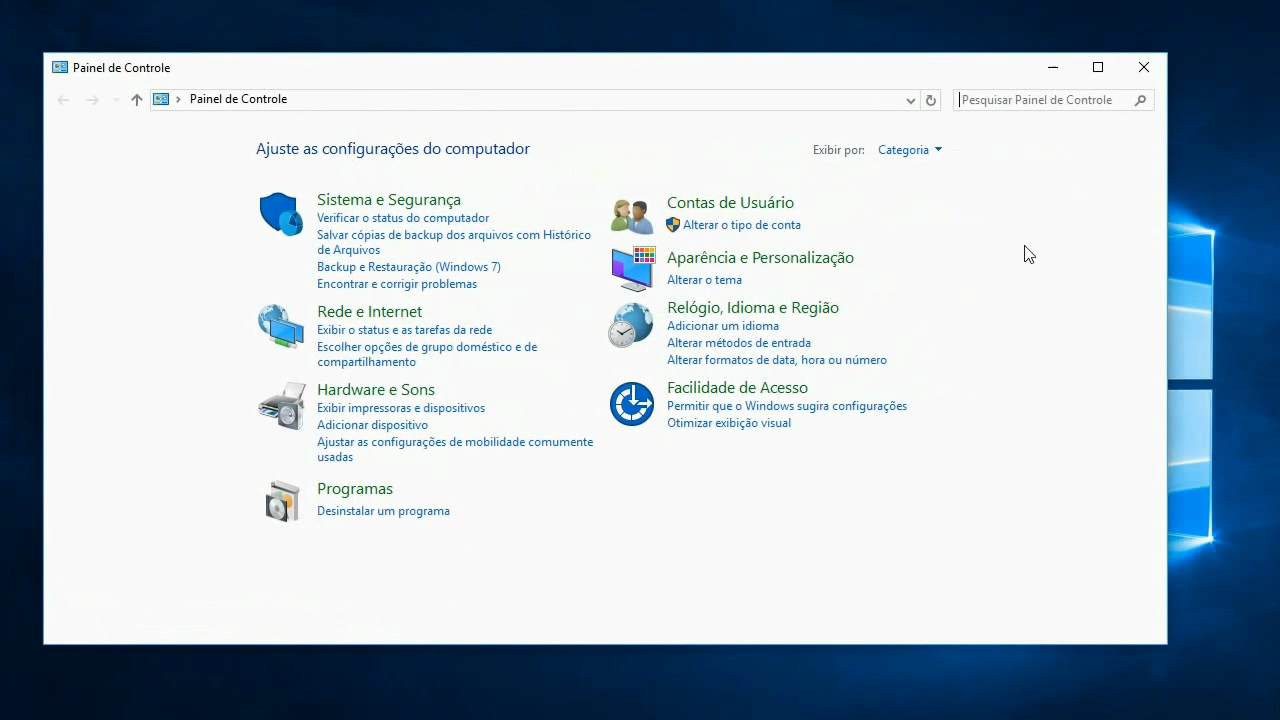 Painel de Controle
Painel de Controle
Pesquisar Painel de Controle
Ajuste as configurações do computador
Exibir por: Categoria
Sistema e Segurança
Verificar o status do computador
Salvar cópias de backup dos arquivos com Histórico
de Arquivos
Backup e Restauração (Windows 7)
Encontrar e corrigir problemas
Rede e Internet
Exibir o status e as tarefas da rede
Escolher opções de grupo doméstico e de
compartilhamento
Hardware e Sons
Exibir impressoras e dispositivos
Adicionar dispositivo
Ajustar as configurações de mobilidade comumente
usadas
Programas
Desinstalar um programa
Contas de Usuário
Alterar o tipo de conta
Aparência e Personalização
Alterar o tema
Relógio, Idioma e Região
Adicionar um idioma
Alterar métodos de entrada
Alterar formatos de data, hora ou número
Facilidade de Acesso
Permitir que o Windows sugira configurações
Otimizar exibição visual